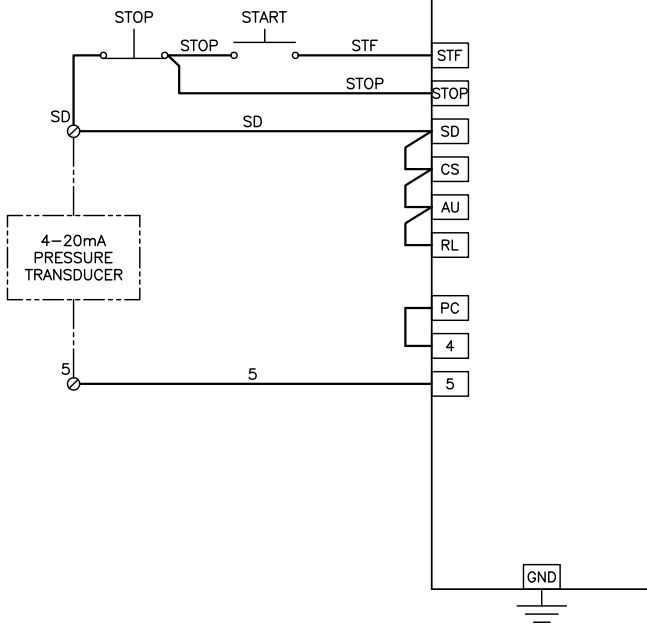 STOP
START
STOP
STF
STF
STOP
STOP
SD
SD
SD
CS
AU
RL
4-20mA
PRESSURE
TRANSDUCER
PC
4
5
5
5
GND